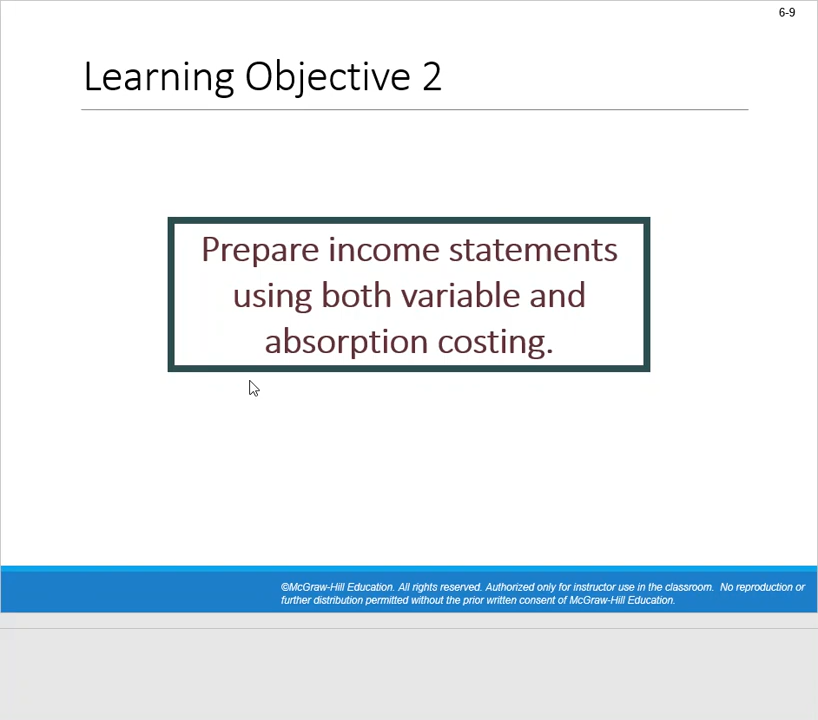 6-9
Learning Objective 2
Prepare income statements
using both variable and
absorption costing.
©McGraw-Hill Education. All rights reserved. Authorized only for instructor use in the classroom. No reproduction or
further distribution permitted without the prior written consent of McGraw-Hill Education.